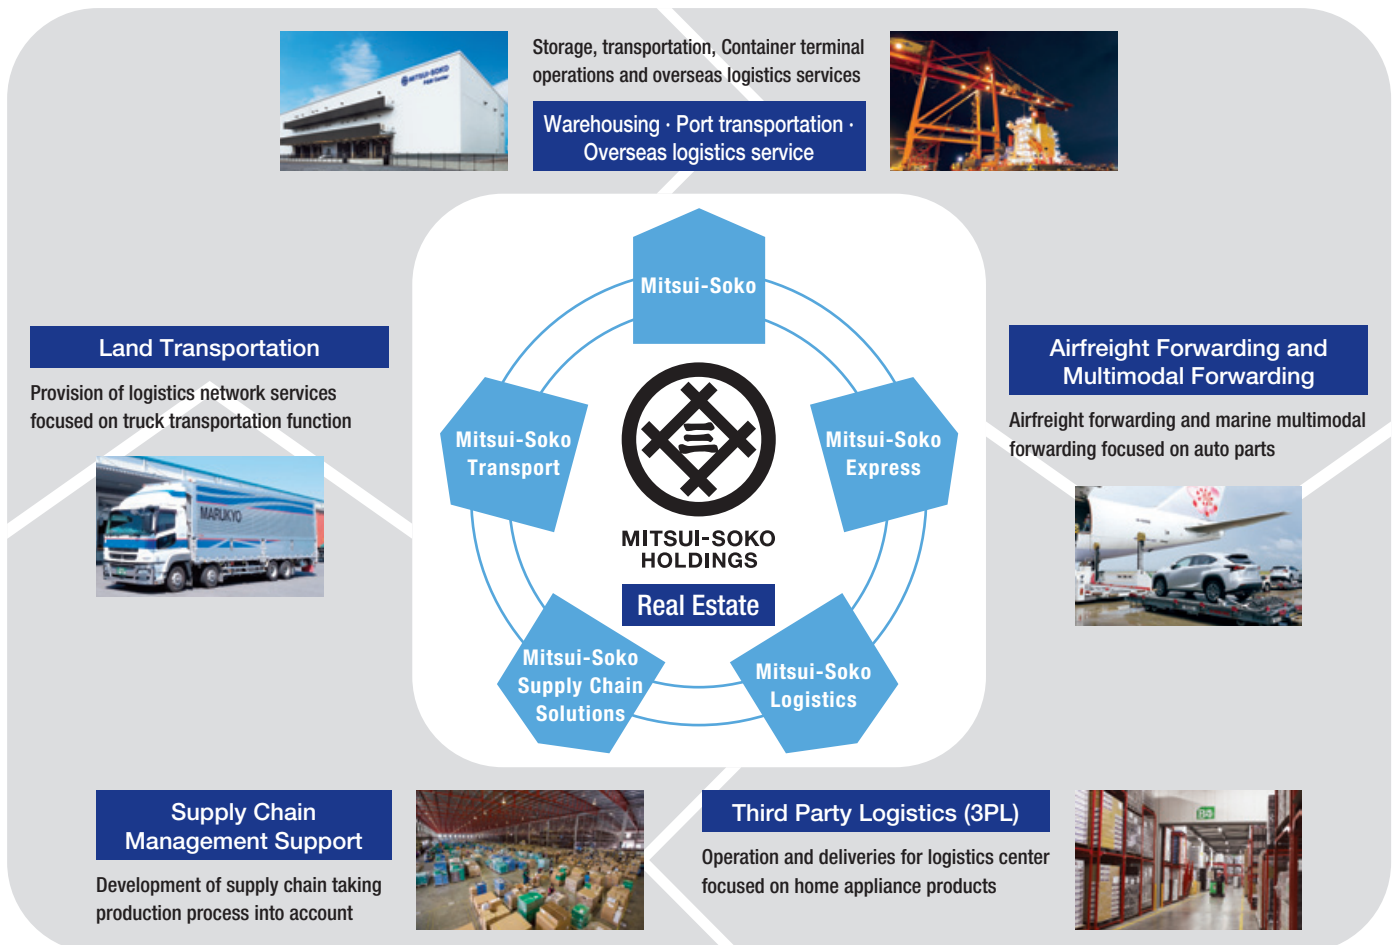 Storage, transportation, Container terminal
operations and overseas logistics services
Warehousing · Port transportation ·
Overseas logistics service
MITSUI-SOKO
Mitsui-Soko
Land Transportation
Provision of logistics network services
focused on truck transportation function
MARUKYO
Airfreight Forwarding and
Multimodal Forwarding
Airfreight forwarding and marine multimodal
forwarding focused on auto parts
Mitsui-Soko
Transport
Mitsui-Soko
Express
三
MITSUI-SOKO
HOLDINGS
Real Estate
Mitsui-Soko
Supply Chain
Solutions
Mitsui-Soko
Logistics
Supply Chain
Management Support
Development of supply chain taking
production process into account
Third Party Logistics (3PL)
Operation and deliveries for logistics center
focused on home appliance products